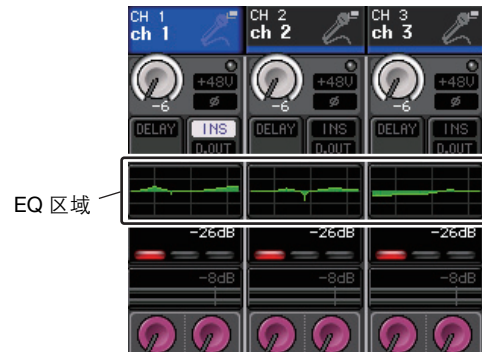 CH 1 CH 2 CH 3
ch 1 ch 2 ch 3
+48V +48V +48V
-6 Ø -6 Ø -6 Ø
DELAY INS DELAY INS DELAY INS
D.OUT D.OUT D.OUT
EQ 区域
-26dB -26dB -26dB
-8dB -8dB -8dB